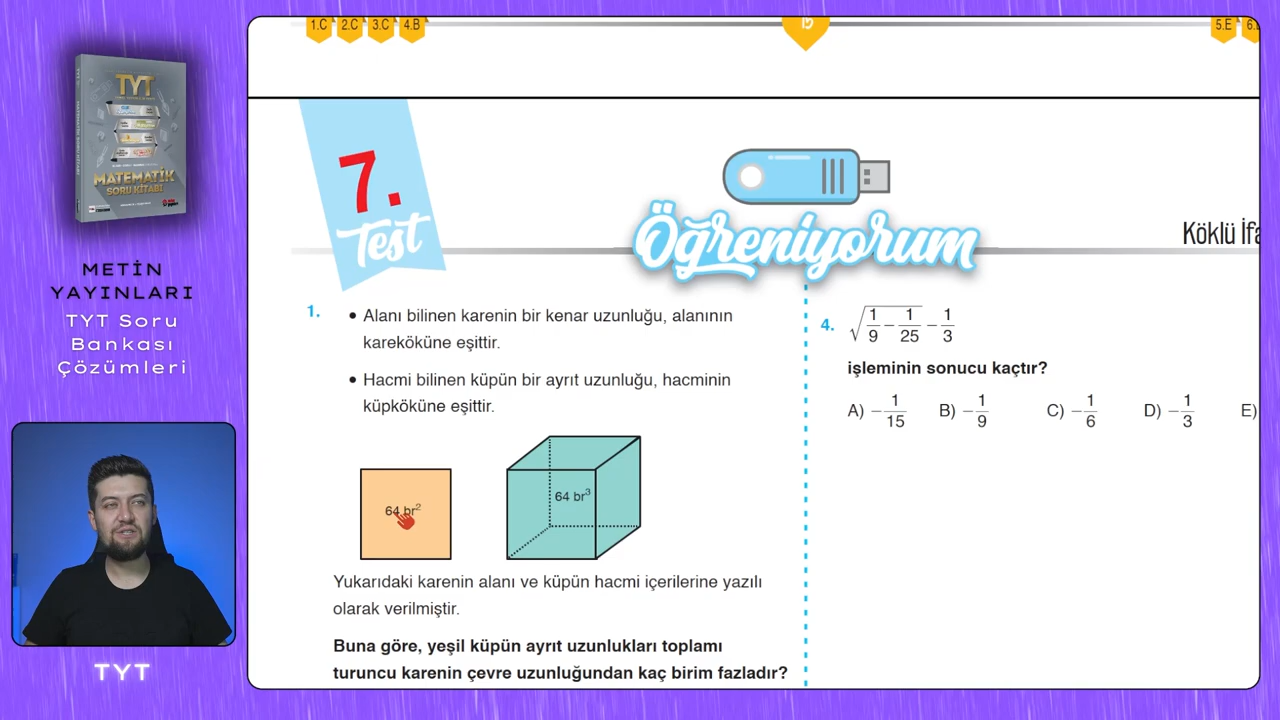 1.C 2.C 3.C 4.B
5.E 6.
TYT
MATEMATİK
SORU KİTABI
METİN
YAYINLARI
TYT Soru
Bankası
Çözümleri
TYT
7.
Test
Öğreniyorum
Köklü İfa
1.
• Alanı bilinen karenin bir kenar uzunluğu, alanının
kareköküne eşittir.
• Hacmi bilinen küpün bir ayrıt uzunluğu, hacminin
küpköküne eşittir.
64 br²
64 br³
Yukarıdaki karenin alanı ve küpün hacmi içerilerine yazılı
olarak verilmiştir.
Buna göre, yeşil küpün ayrıt uzunlukları toplamı
turuncu karenin çevre uzunluğundan kaç birim fazladır?
4. √(1/9 − 1/25) − 1/3
işleminin sonucu kaçtır?
A) −1/15 B) −1/9 C) −1/6 D) −1/3 E)